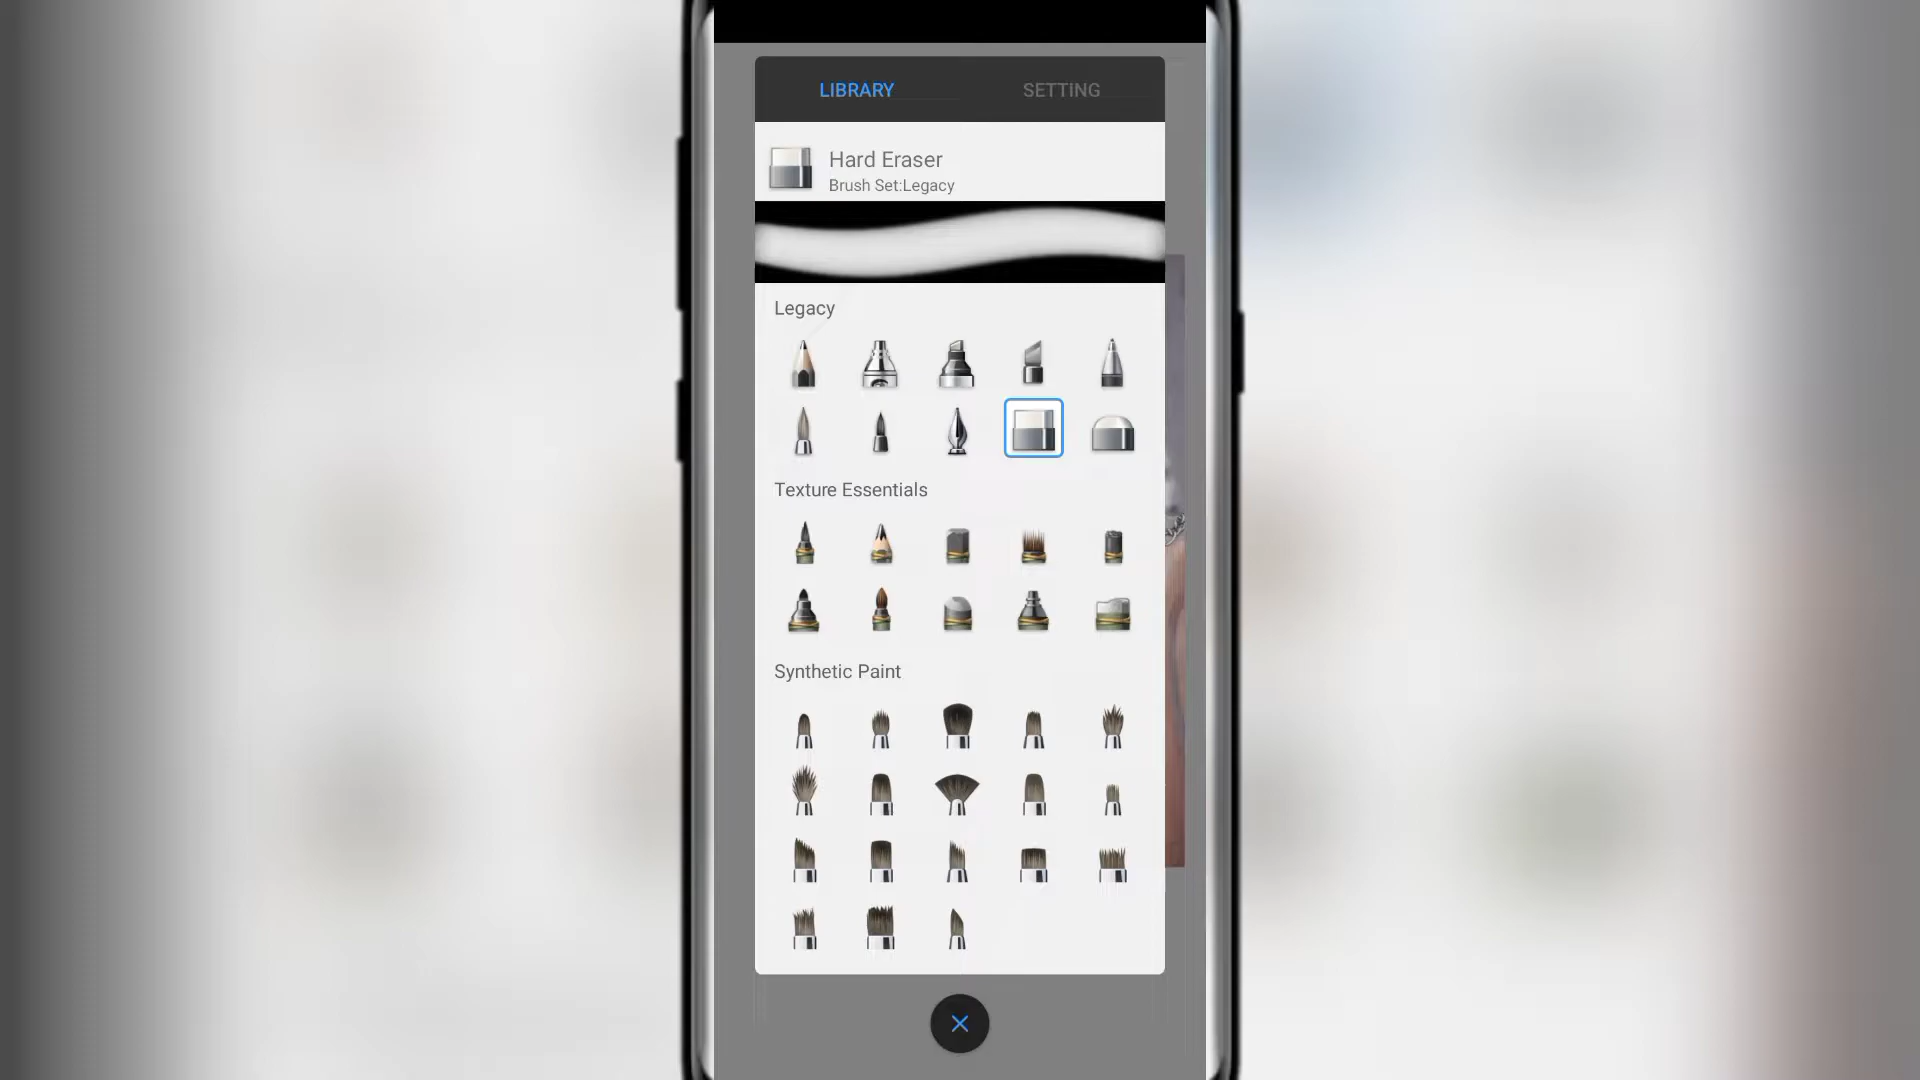 LIBRARY
SETTING
Hard Eraser
Brush Set:Legacy
Legacy
Texture Essentials
Synthetic Paint